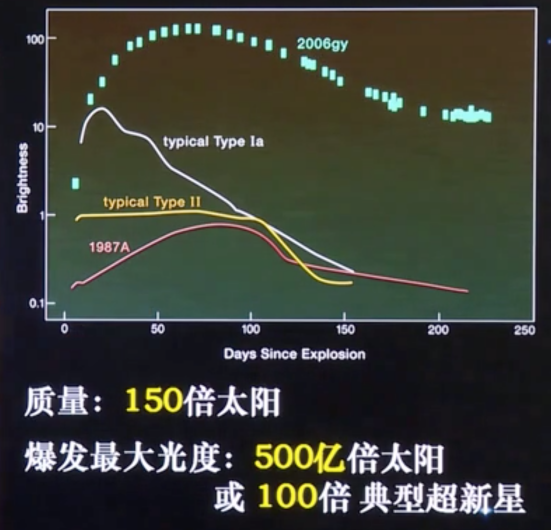 100
10
1
0.1
Brightness
2006gy
typical Type Ia
typical Type II
1987A
0
50
100
150
200
250
Days Since Explosion
质量：150倍太阳
爆发最大光度：500亿倍太阳
或 100倍 典型超新星